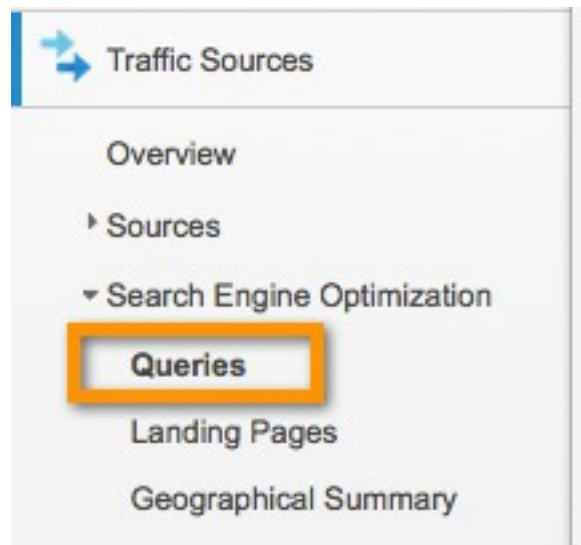 Traffic Sources
Overview
Sources
Search Engine Optimization
Queries
Landing Pages
Geographical Summary